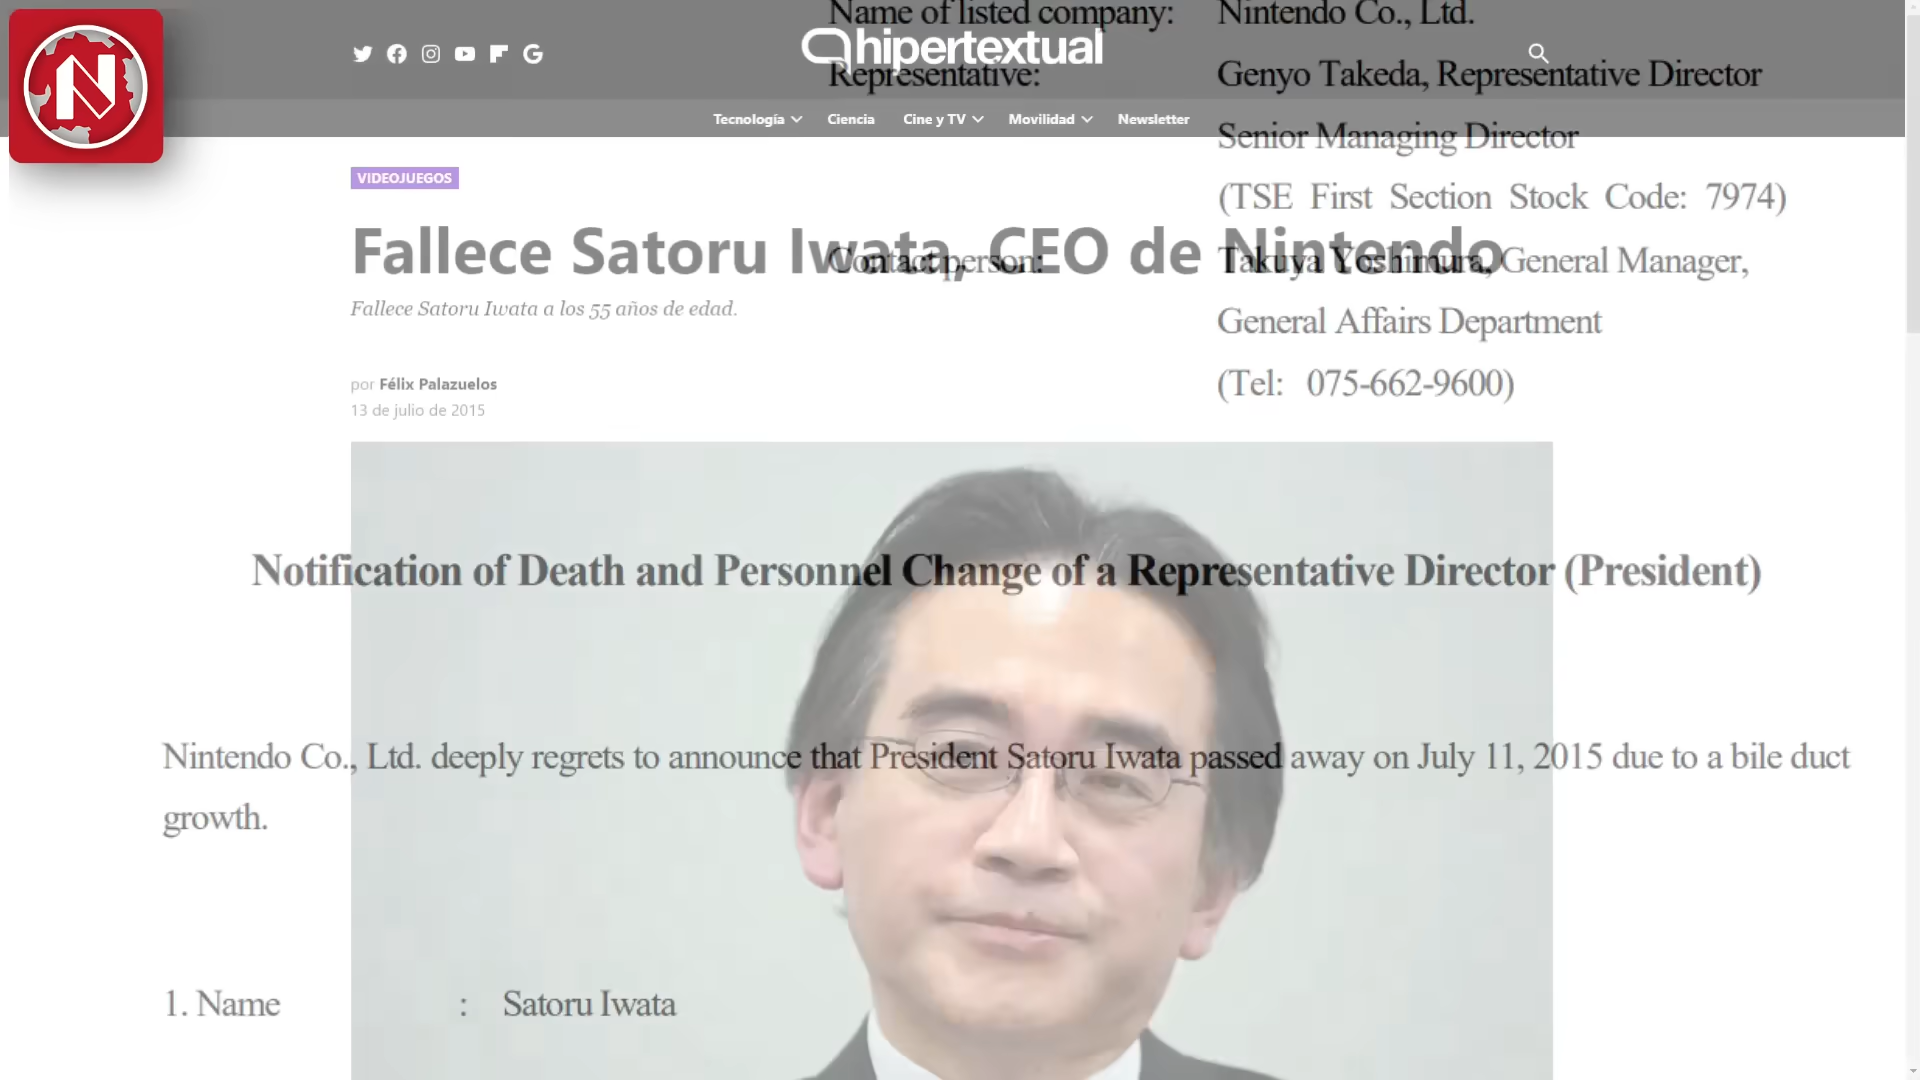 Name of listed company: Nintendo Co., Ltd.
hipertextual
Representative: Genyo Takeda, Representative Director
Tecnología Ciencia Cine y TV Movilidad Newsletter
Senior Managing Director
VIDEOJUEGOS
(TSE First Section Stock Code: 7974)
Fallece Satoru Iwata, CEO de Nintendo
Contact person: Takuya Yoshimura, General Manager,
Fallece Satoru Iwata a los 55 años de edad.
General Affairs Department
por Félix Palazuelos
(Tel: 075-662-9600)
13 de julio de 2015
Notification of Death and Personnel Change of a Representative Director (President)
Nintendo Co., Ltd. deeply regrets to announce that President Satoru Iwata passed away on July 11, 2015 due to a bile duct
growth.
1. Name : Satoru Iwata